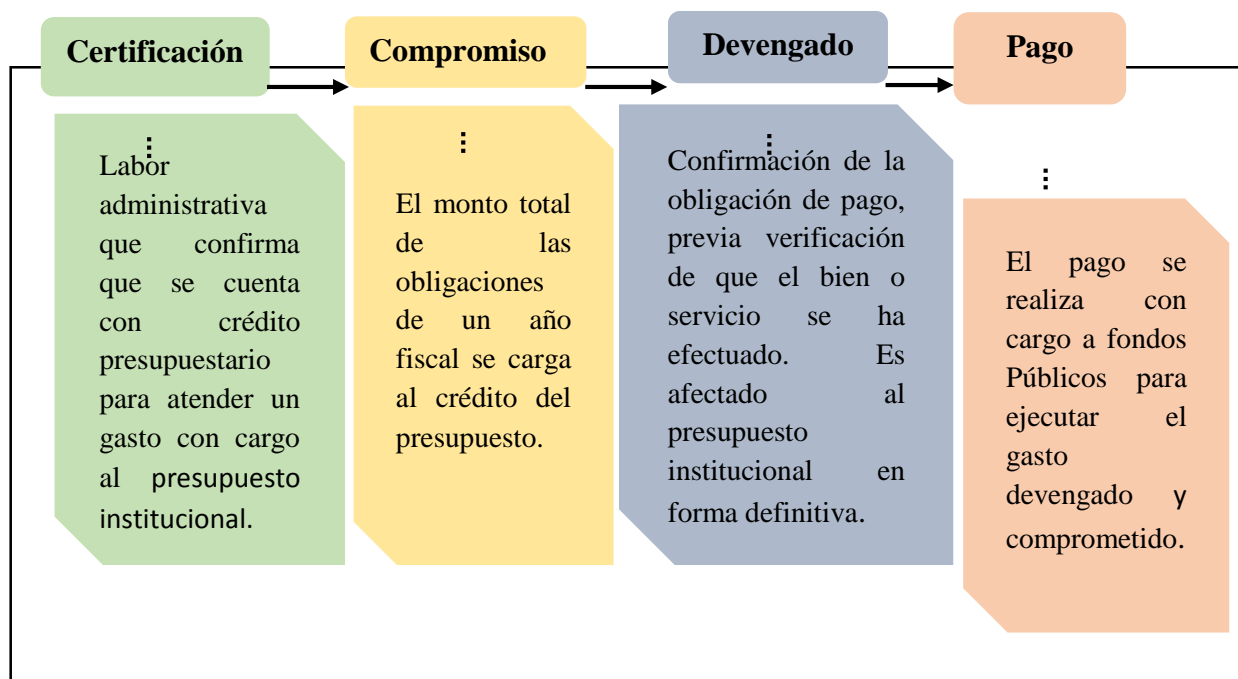 Certificación
Compromiso
Devengado
Pago
Labor
administrativa
que confirma
que se cuenta
con crédito
presupuestario
para atender un
gasto con cargo
al presupuesto
institucional.
El monto total
de las
obligaciones
de un año
fiscal se carga
al crédito del
presupuesto.
Confirmación de la
obligación de pago,
previa verificación
de que el bien o
servicio se ha
efectuado. Es
afectado al
presupuesto
institucional en
forma definitiva.
El pago se
realiza con
cargo a fondos
Públicos para
ejecutar el
gasto
devengado y
comprometido.